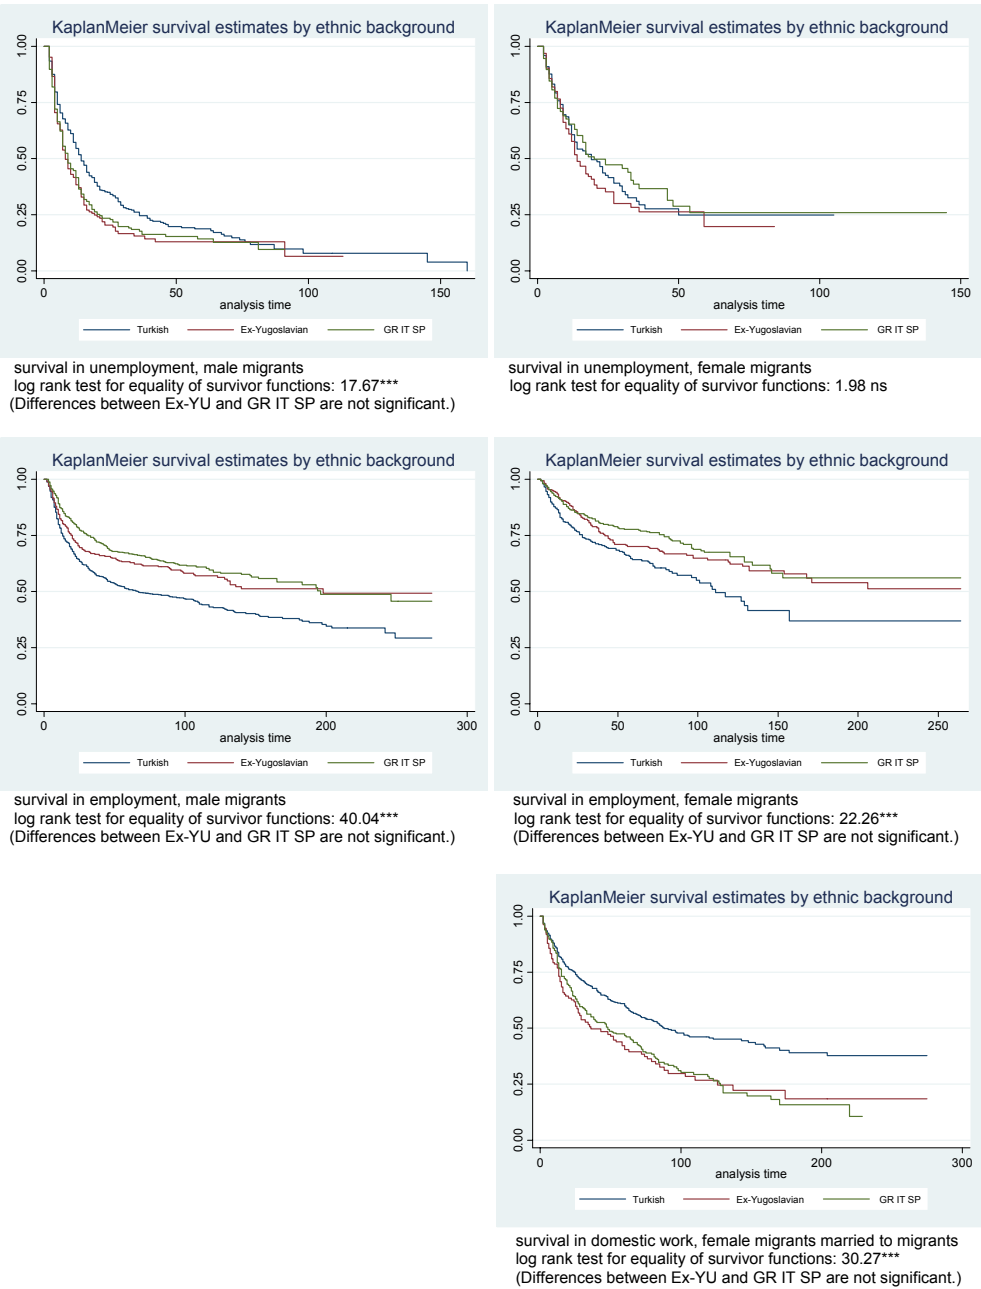 KaplanMeier survival estimates by ethnic background
1.00
0.75
0.50
0.25
0.00
0 50 100 150
analysis time
Turkish Ex-Yugoslavian GR IT SP
survival in unemployment, male migrants
log rank test for equality of survivor functions: 17.67***
(Differences between Ex-YU and GR IT SP are not significant.)
KaplanMeier survival estimates by ethnic background
1.00
0.75
0.50
0.25
0.00
0 50 100 150
analysis time
Turkish Ex-Yugoslavian GR IT SP
survival in unemployment, female migrants
log rank test for equality of survivor functions: 1.98 ns
KaplanMeier survival estimates by ethnic background
1.00
0.75
0.50
0.25
0.00
0 100 200 300
analysis time
Turkish Ex-Yugoslavian GR IT SP
survival in employment, male migrants
log rank test for equality of survivor functions: 40.04***
(Differences between Ex-YU and GR IT SP are not significant.)
KaplanMeier survival estimates by ethnic background
1.00
0.75
0.50
0.25
0.00
0 50 100 150 200 250
analysis time
Turkish Ex-Yugoslavian GR IT SP
survival in employment, female migrants
log rank test for equality of survivor functions: 22.26***
(Differences between Ex-YU and GR IT SP are not significant.)
KaplanMeier survival estimates by ethnic background
1.00
0.75
0.50
0.25
0.00
0 100 200 300
analysis time
Turkish Ex-Yugoslavian GR IT SP
survival in domestic work, female migrants married to migrants
log rank test for equality of survivor functions: 30.27***
(Differences between Ex-YU and GR IT SP are not significant.)